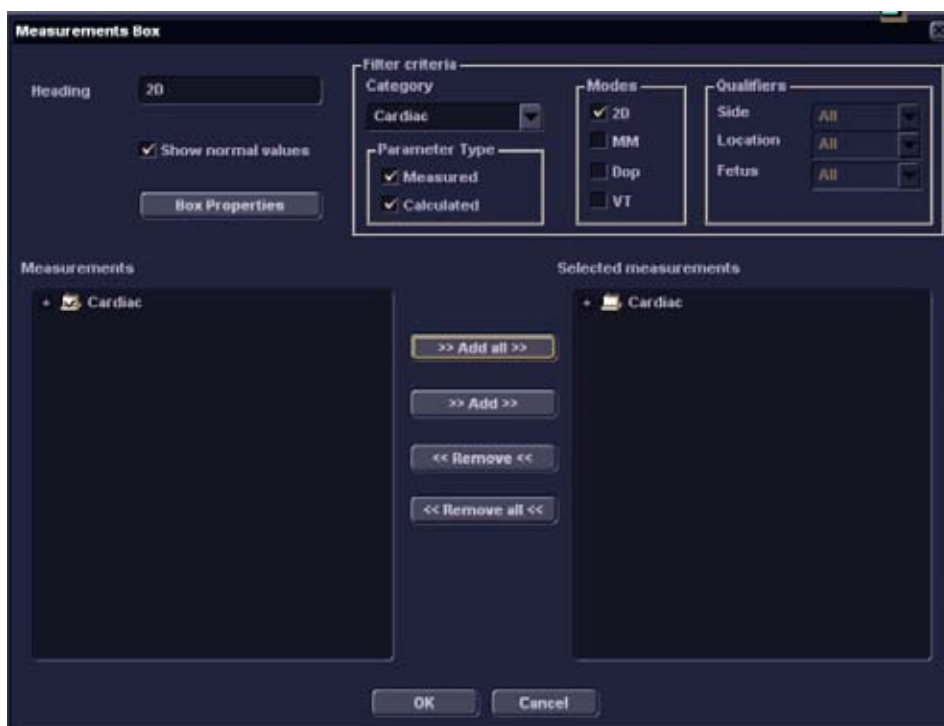 Measurements Box
Heading
2D
Show normal values
Box Properties
Filter criteria
Category
Cardiac
Parameter Type
Measured
Calculated
Modes
2D
MM
Dop
VT
Qualifiers
Side All
Location All
Fetus All
Measurements
+ Cardiac
>> Add all >>
>> Add >>
<< Remove <<
<< Remove all <<
Selected measurements
+ Cardiac
OK
Cancel